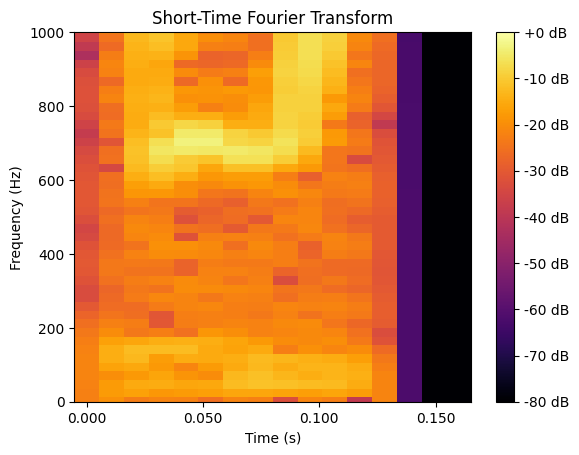 Short-Time Fourier Transform
1000
800
600
400
200
0
Frequency (Hz)
0.000
0.050
0.100
0.150
Time (s)
+0 dB
-10 dB
-20 dB
-30 dB
-40 dB
-50 dB
-60 dB
-70 dB
-80 dB